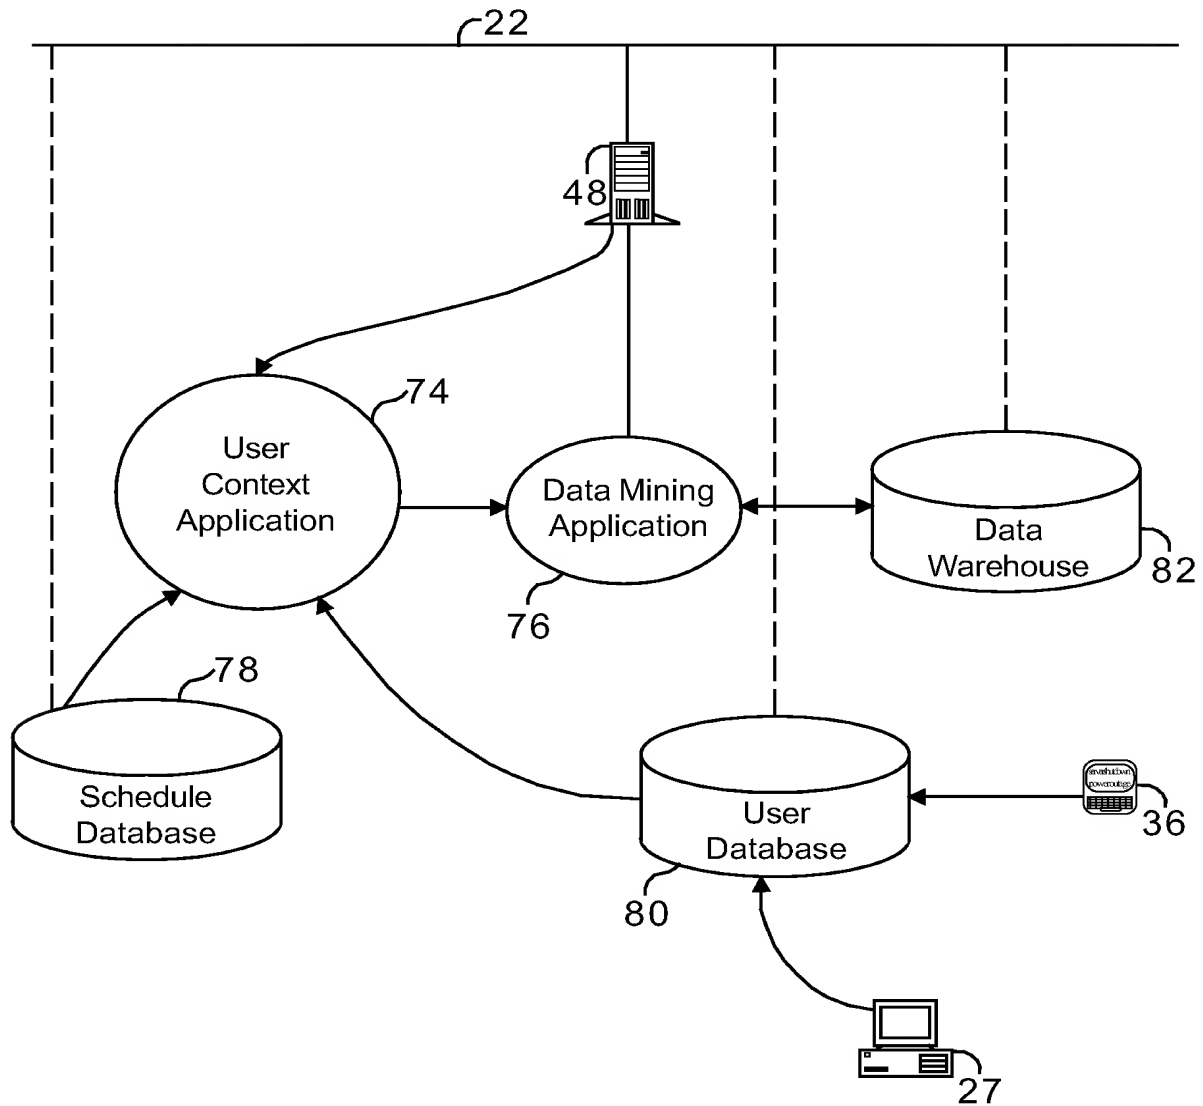 22
48
74
User
Context
Application
Data Mining
Application
Data
Warehouse
82
76
78
Schedule
Database
User
Database
36
80
27